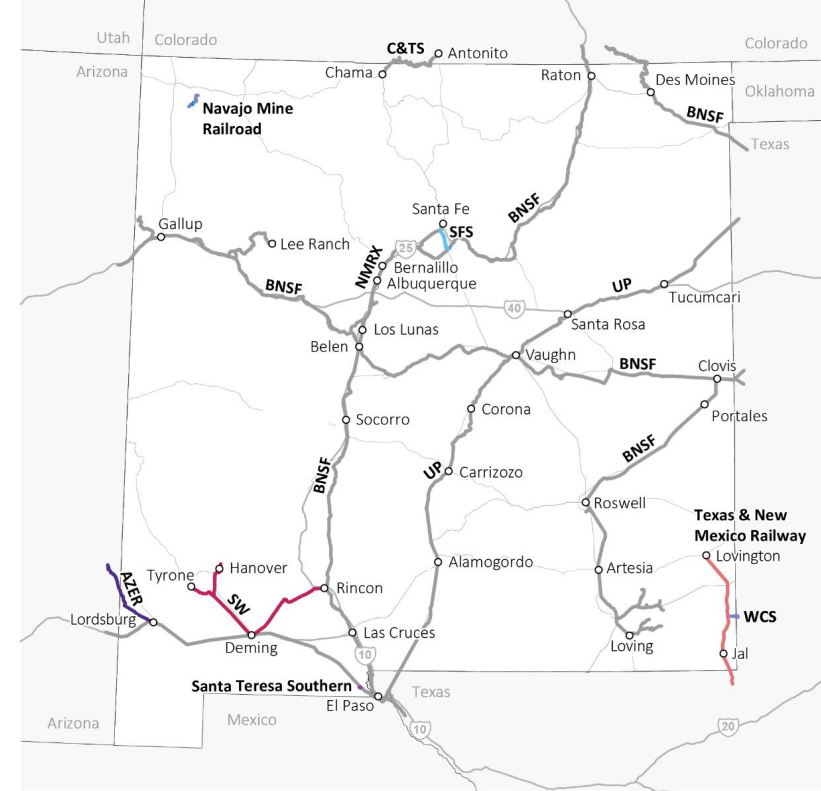 Utah
Colorado
C&TS
Antonito
Colorado
Arizona
Chama
Raton
Des Moines
Oklahoma
Navajo Mine
Railroad
BNSF
Texas
BNSF
Santa Fe
Gallup
SFS
Lee Ranch
25
NMRX
Bernalillo
Albuquerque
BNSF
UP
Tucumcari
40
Santa Rosa
Los Lunas
Belen
Vaughn
BNSF
Clovis
Corona
Portales
Socorro
BNSF
BNSF
UP
Carrizozo
Roswell
Texas & New
Mexico Railway
Lovington
Alamogordo
Artesia
AZER
Tyrone
Hanover
SW
Rincon
Lordsburg
WCS
Deming
Las Cruces
Loving
Jal
10
Santa Teresa Southern
Texas
El Paso
Arizona
Mexico
10
20